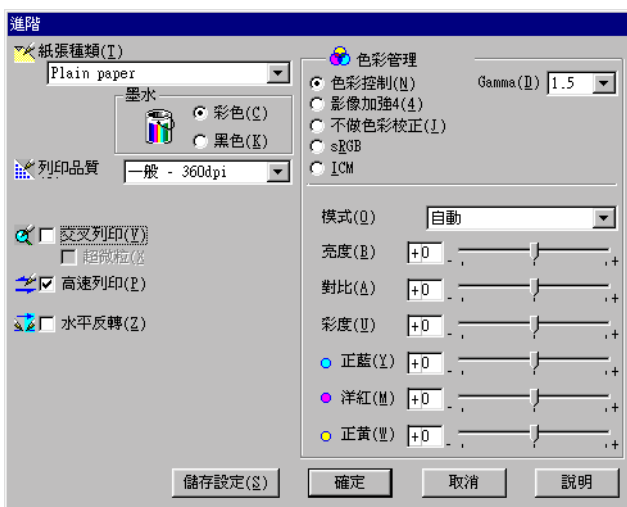 進階
紙張種類(T)
Plain paper
墨水
彩色(C)
黑色(K)
列印品質
一般 - 360dpi
交叉列印(V)
超微粒(X
高速列印(P)
水平反轉(Z)
色彩管理
色彩控制(N)
Gamma(D) 1.5
影像加強4(4)
不做色彩校正(J)
sRGB
ICM
模式(O) 自動
亮度(R) +0 - +
對比(A) +0 - +
彩度(U) +0 - +
正藍(Y) +0 - +
洋紅(M) +0 - +
正黃(W) +0 - +
儲存設定(S)
確定
取消
說明